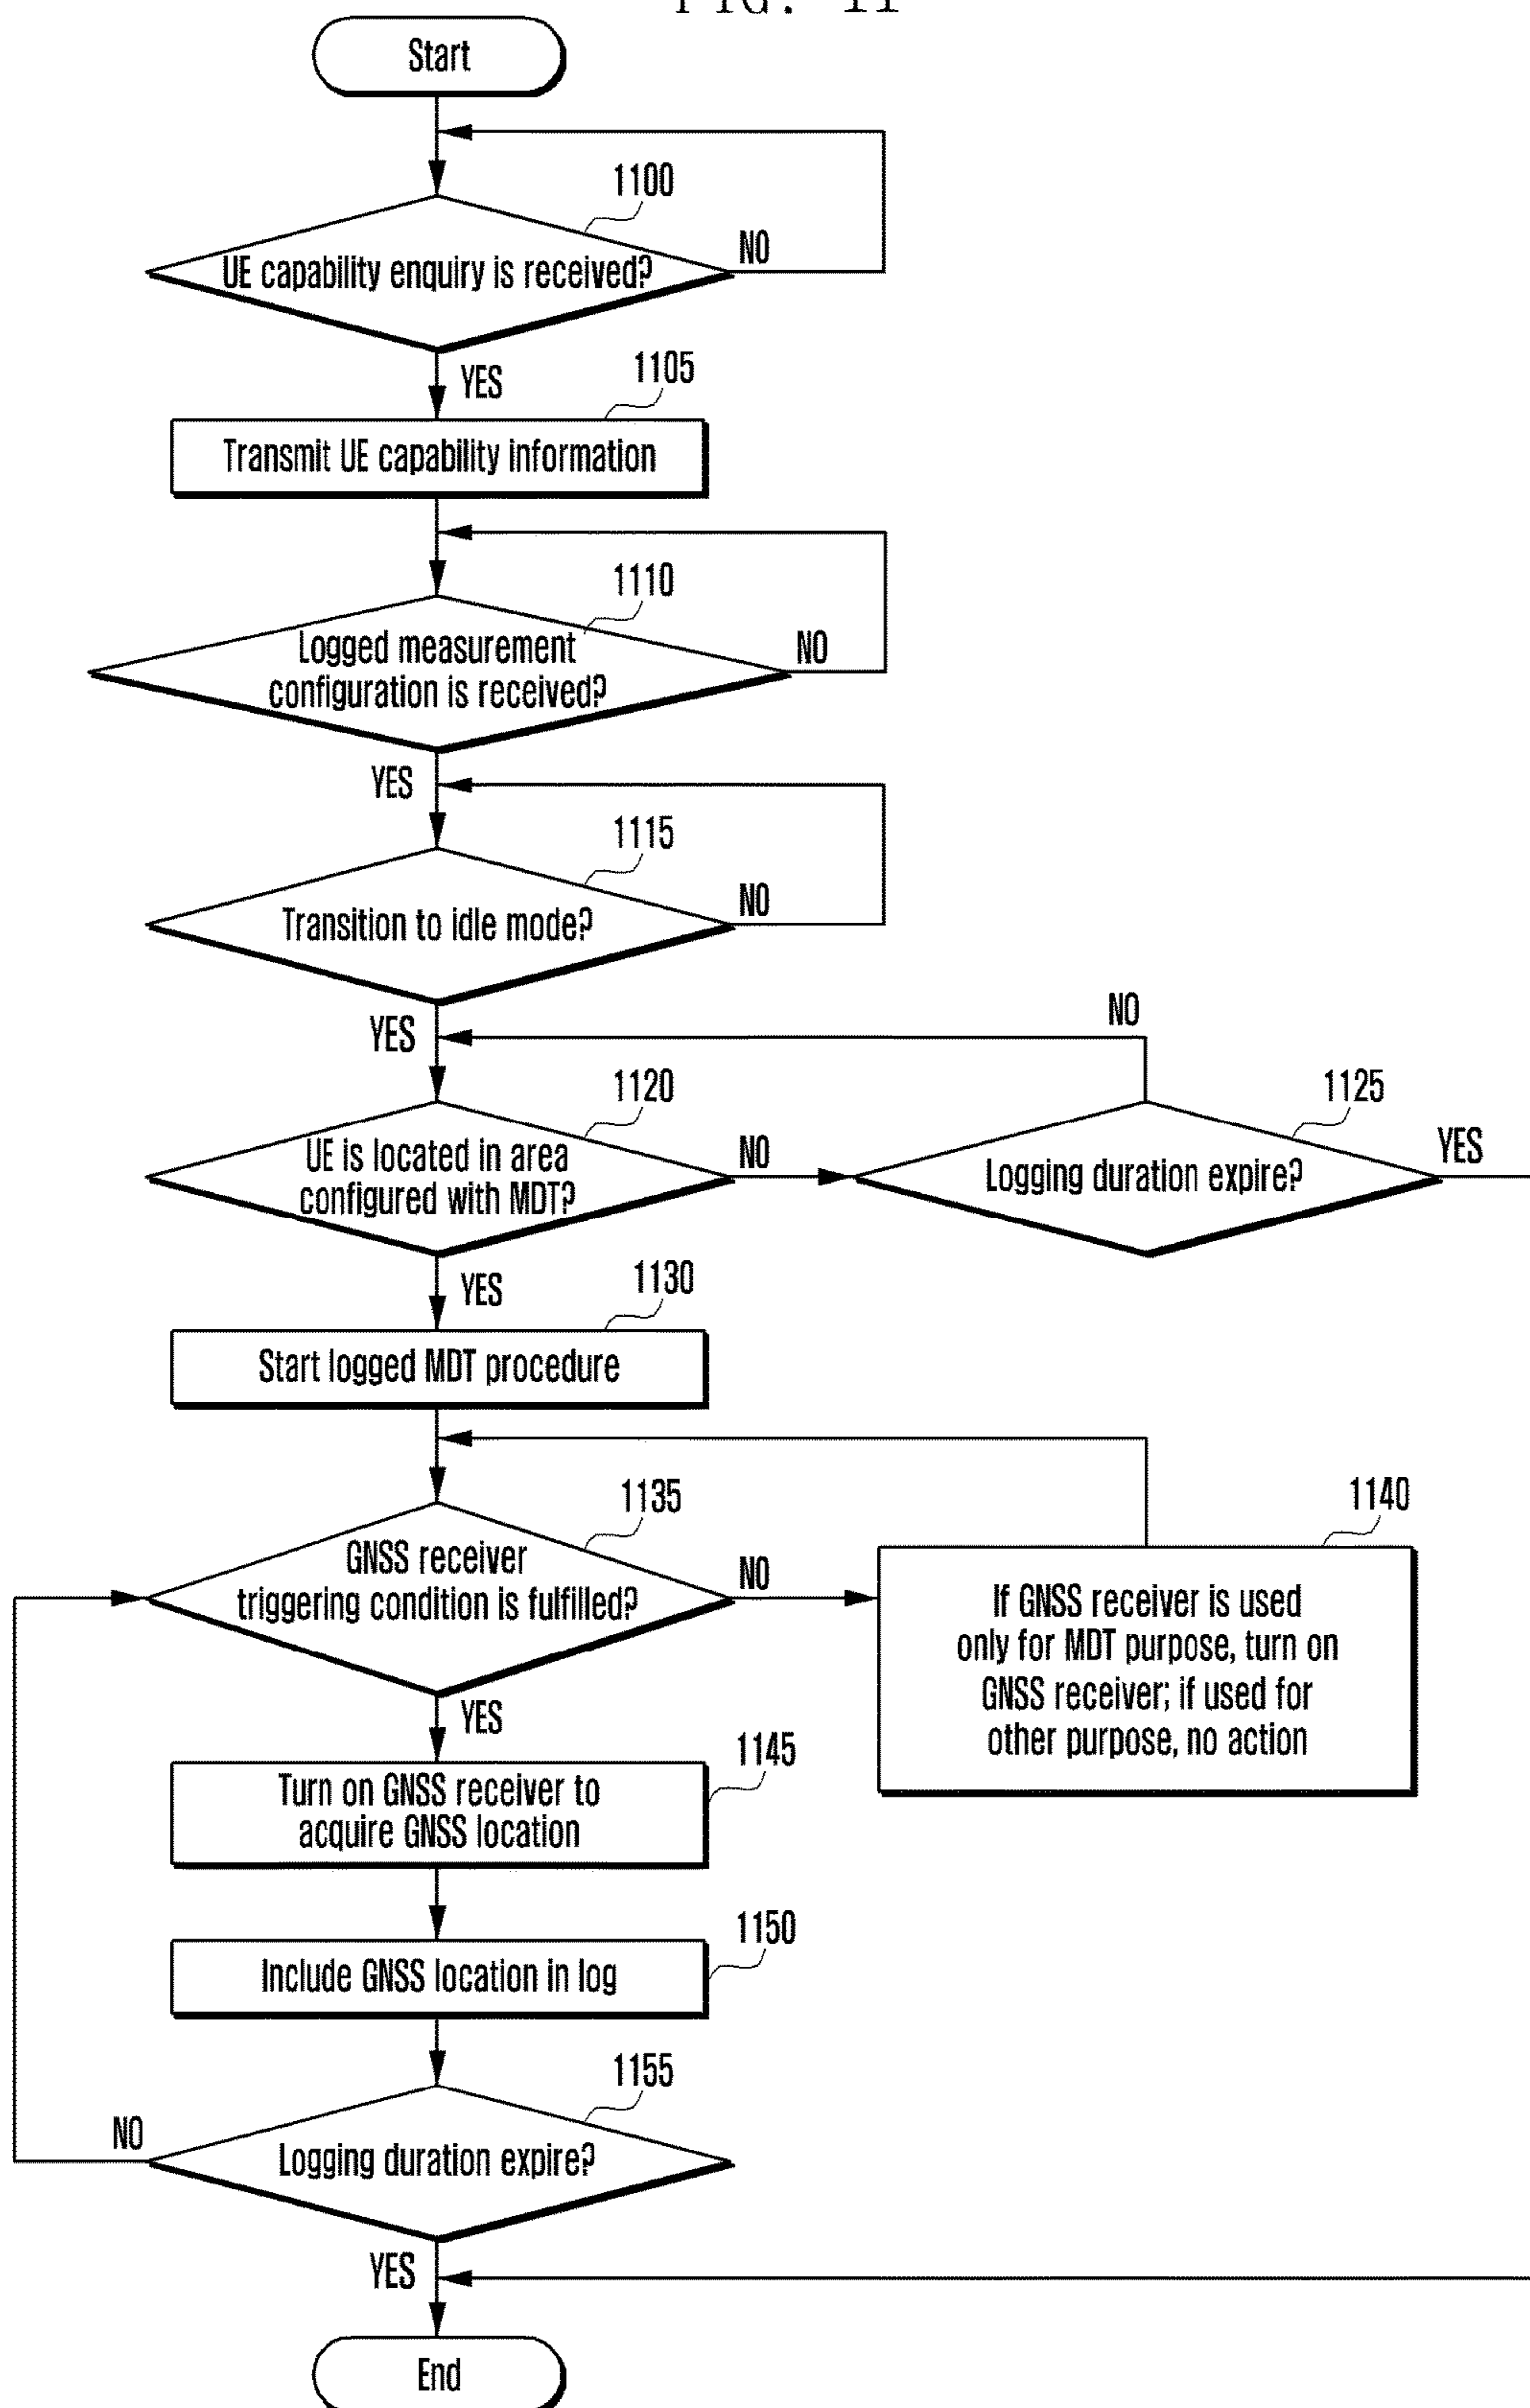 FIG. 11
Start
1100
UE capability enquiry is received?
NO
YES
1105
Transmit UE capability information
1110
Logged measurement
configuration is received?
NO
YES
1115
Transition to idle mode?
NO
YES
NO
1120
UE is located in area
configured with MDT?
NO
1125
Logging duration expire?
YES
YES
1130
Start logged MDT procedure
1135
GNSS receiver
triggering condition is fulfilled?
NO
1140
If GNSS receiver is used
only for MDT purpose, turn on
GNSS receiver; if used for
other purpose, no action
YES
1145
Turn on GNSS receiver to
acquire GNSS location
1150
Include GNSS location in log
1155
Logging duration expire?
NO
YES
End